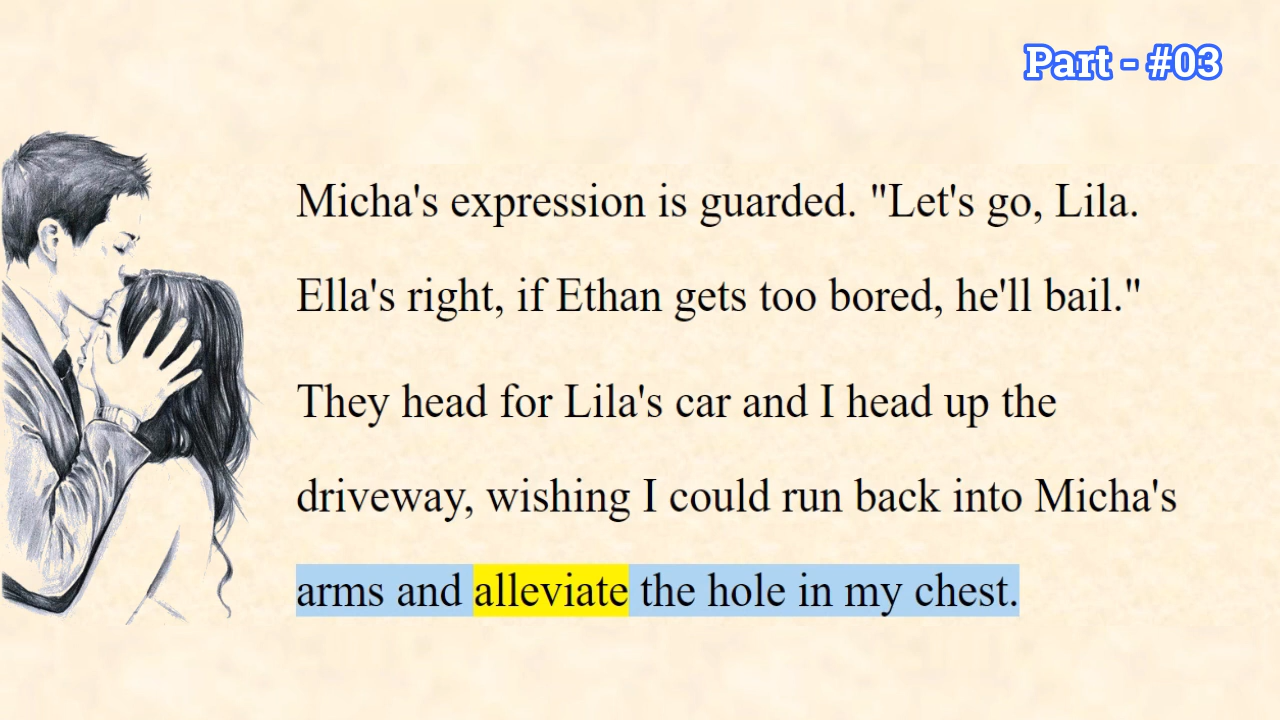 Part - #03
Micha's expression is guarded. "Let's go, Lila.
Ella's right, if Ethan gets too bored, he'll bail."
They head for Lila's car and I head up the
driveway, wishing I could run back into Micha's
arms and alleviate the hole in my chest.